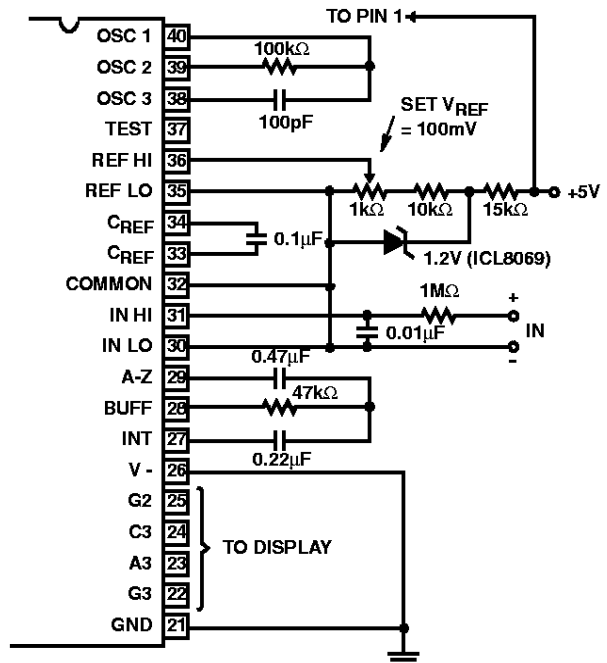 TO PIN 1
OSC 1 40
100kΩ
OSC 2 39
OSC 3 38
100pF
SET VREF
= 100mV
TEST 37
REF HI 36
REF LO 35
1kΩ 10kΩ 15kΩ
+5V
CREF 34
0.1µF
CREF 33
1.2V (ICL8069)
COMMON 32
1MΩ
+
IN HI 31
0.01µF
IN
IN LO 30
-
0.47µF
A-Z 29
47kΩ
BUFF 28
INT 27
0.22µF
V - 26
G2 25
C3 24
TO DISPLAY
A3 23
G3 22
GND 21